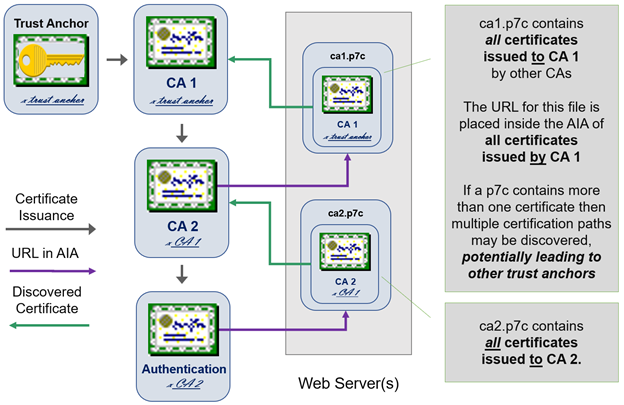 Trust Anchor
CA 1
x trust anchor
CA 2
x CA 1
Authentication
x CA 2
Certificate
Issuance
URL in AIA
Discovered
Certificate
ca1.p7c
CA 1
x trust anchor
ca2.p7c
CA 2
x CA 1
Web Server(s)
ca1.p7c contains
all certificates
issued to CA 1
by other CAs
The URL for this file is
placed inside the AIA of
all certificates
issued by CA 1
If a p7c contains more
than one certificate then
multiple certification paths
may be discovered,
potentially leading to
other trust anchors
ca2.p7c contains
all certificates
issued to CA 2.